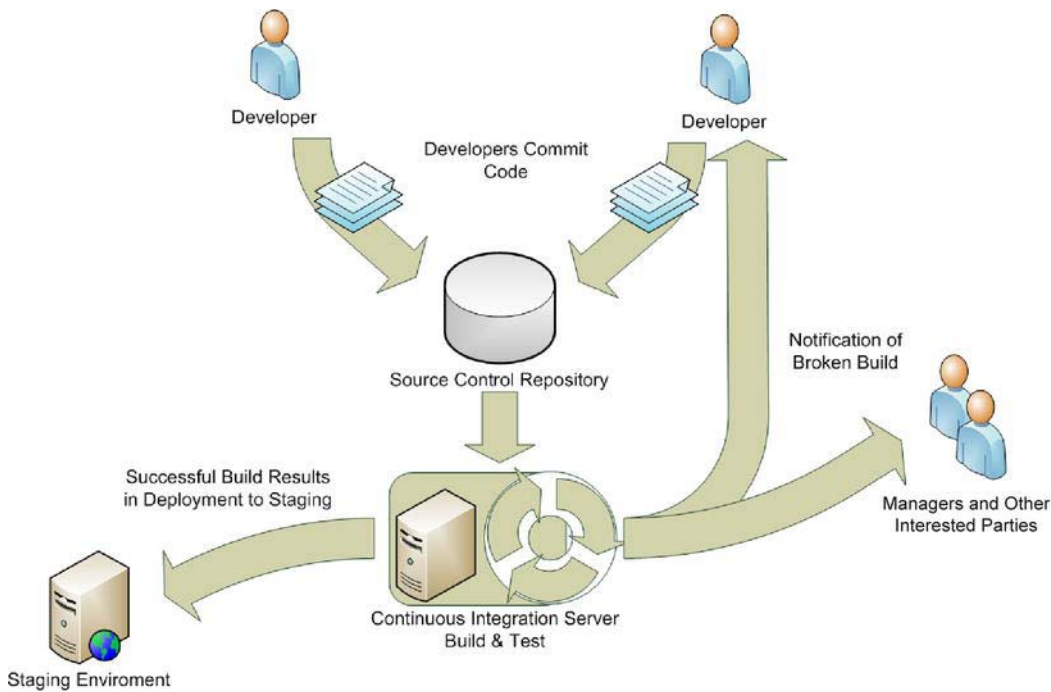 Developer
Developer
Developers Commit
Code
Source Control Repository
Notification of
Broken Build
Successful Build Results
in Deployment to Staging
Managers and Other
Interested Parties
Continuous Integration Server
Build & Test
Staging Enviroment